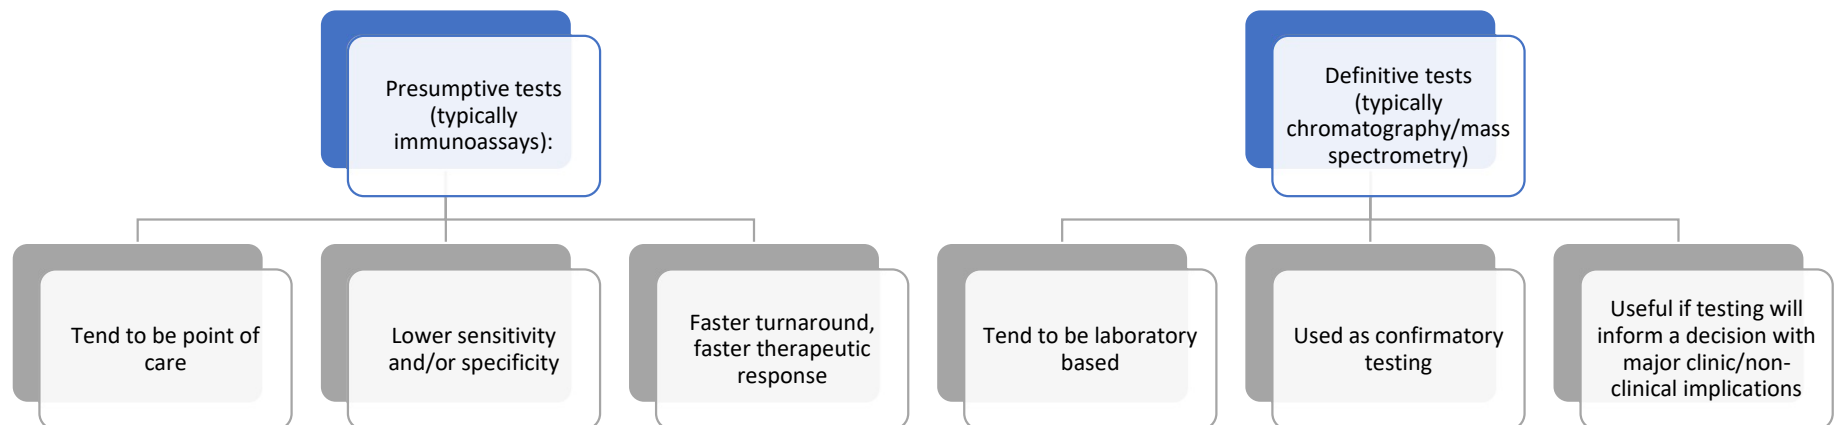 Presumptive tests
(typically
immunoassays):
Tend to be point of
care
Lower sensitivity
and/or specificity
Faster turnaround,
faster therapeutic
response
Definitive tests
(typically
chromatography/mass
spectrometry)
Tend to be laboratory
based
Used as confirmatory
testing
Useful if testing will
inform a decision with
major clinic/non-
clinical implications